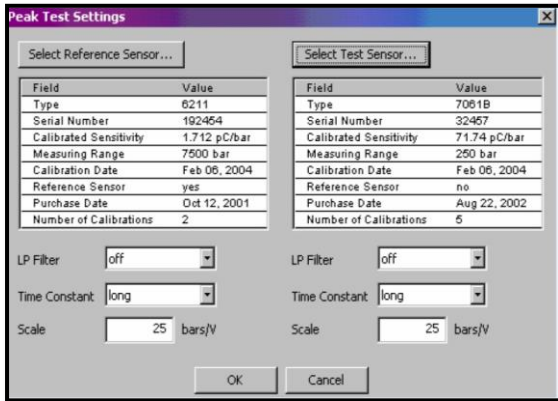 Peak Test Settings
Select Reference Sensor...
Field Value
Type 6211
Serial Number 192454
Calibrated Sensitivity 1.712 pC/bar
Measuring Range 7500 bar
Calibration Date Feb 06, 2004
Reference Sensor yes
Purchase Date Oct 12, 2001
Number of Calibrations 2
LP Filter off
Time Constant long
Scale 25 bars/V
Select Test Sensor...
Field Value
Type 7061B
Serial Number 32457
Calibrated Sensitivity 71.74 pC/bar
Measuring Range 250 bar
Calibration Date Feb 06, 2004
Reference Sensor no
Purchase Date Aug 22, 2002
Number of Calibrations 5
LP Filter off
Time Constant long
Scale 25 bars/V
OK Cancel